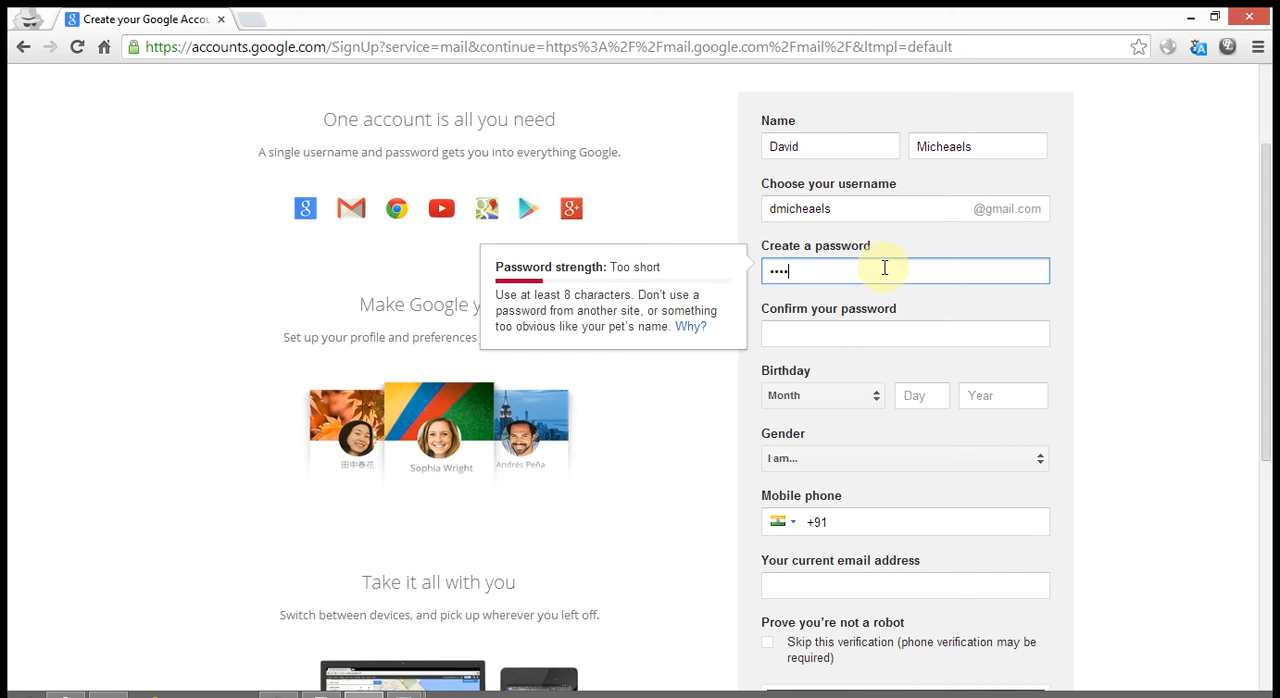 Create your Google Accou
https://accounts.google.com/SignUp?service=mail&continue=https%3A%2F%2Fmail.google.com%2Fmail%2F&ltmpl=default
One account is all you need
A single username and password gets you into everything Google.
Make Google y
Set up your profile and preferences
田中春花
Sophia Wright
Andrés Peña
Take it all with you
Switch between devices, and pick up wherever you left off.
Name
David
Micheaels
Choose your username
dmicheaels
@gmail.com
Create a password
••••
Password strength: Too short
Use at least 8 characters. Don't use a
password from another site, or something
too obvious like your pet's name. Why?
Confirm your password
Birthday
Month
Day
Year
Gender
I am...
Mobile phone
+91
Your current email address
Prove you're not a robot
Skip this verification (phone verification may be
required)